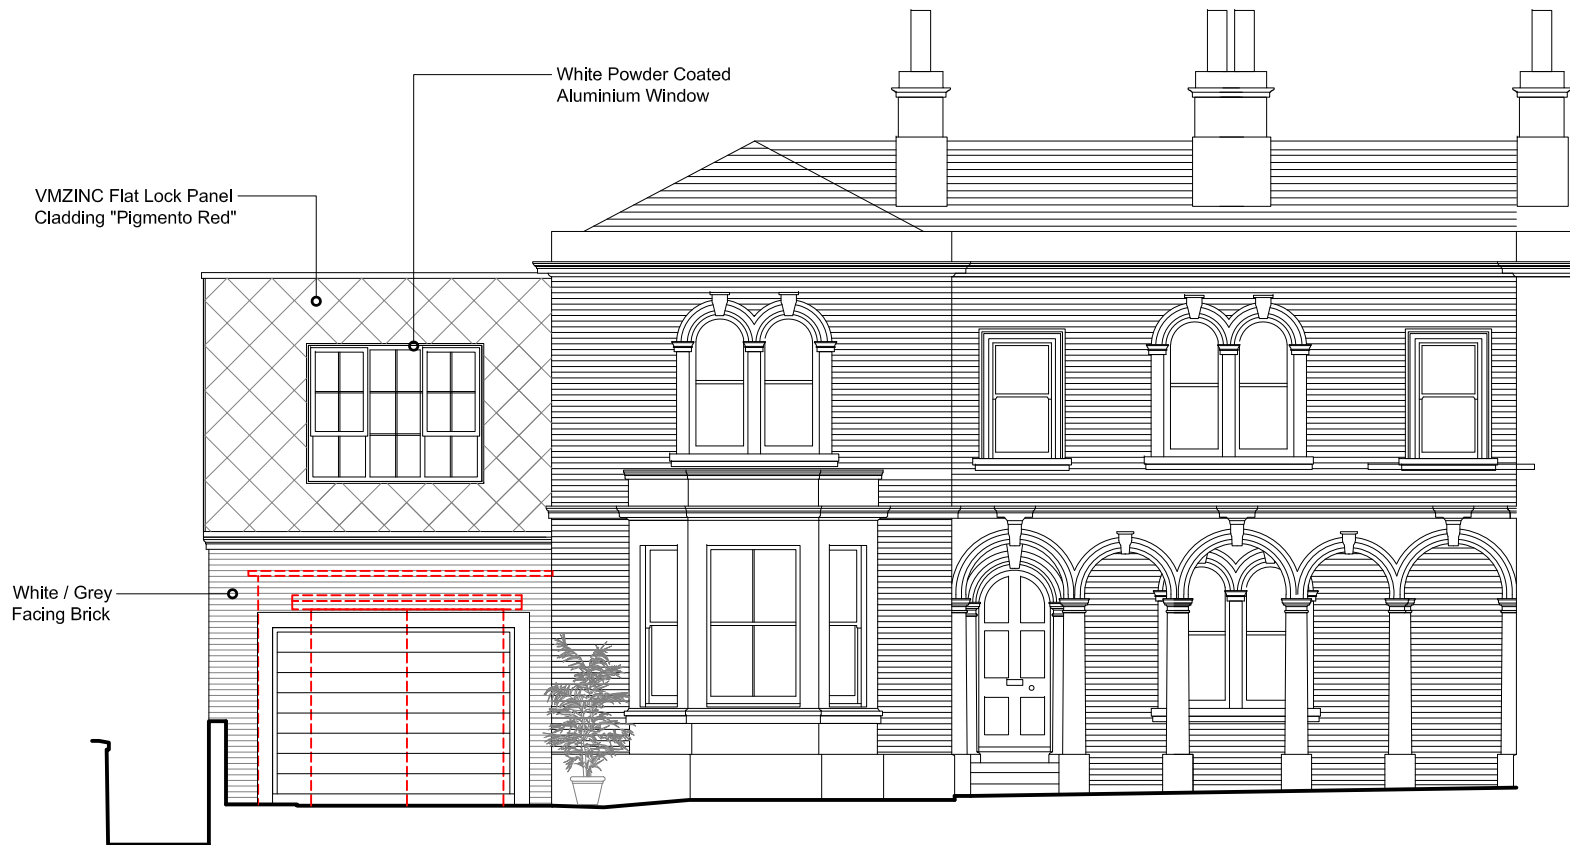 White Powder Coated
Aluminium Window
VMZINC Flat Lock Panel
Cladding "Pigmento Red"
White / Grey
Facing Brick